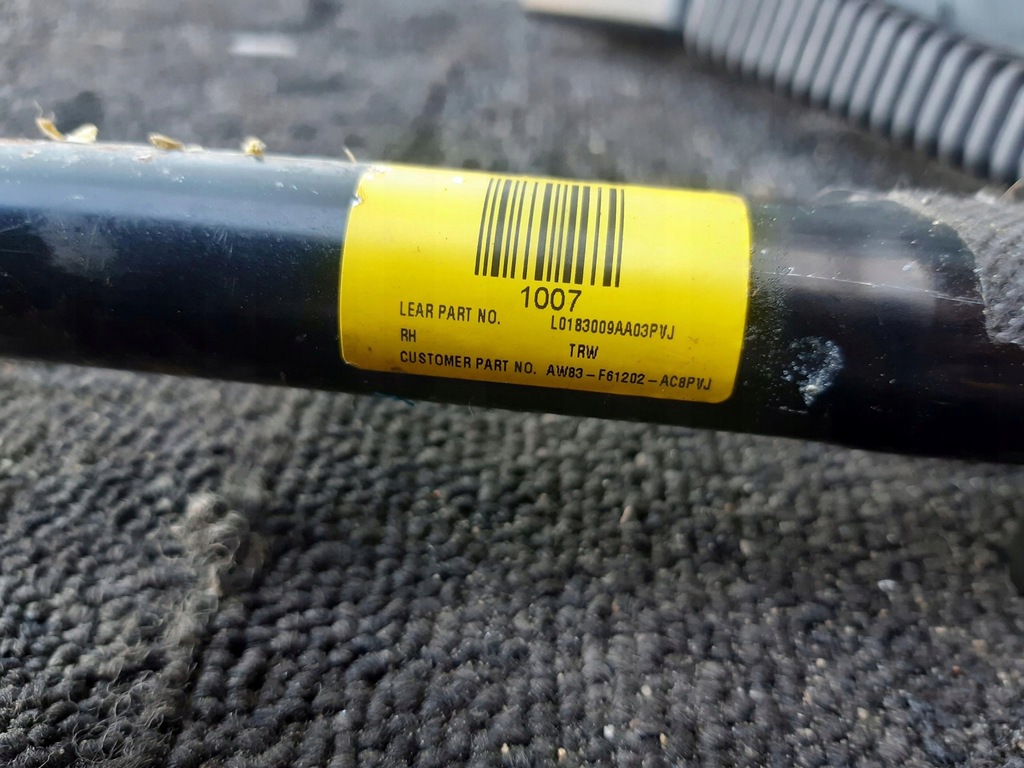 1007
LEAR PART NO. L0183009AA03PVJ
RH TRW
CUSTOMER PART NO. AW83-F61202-AC8PVJ